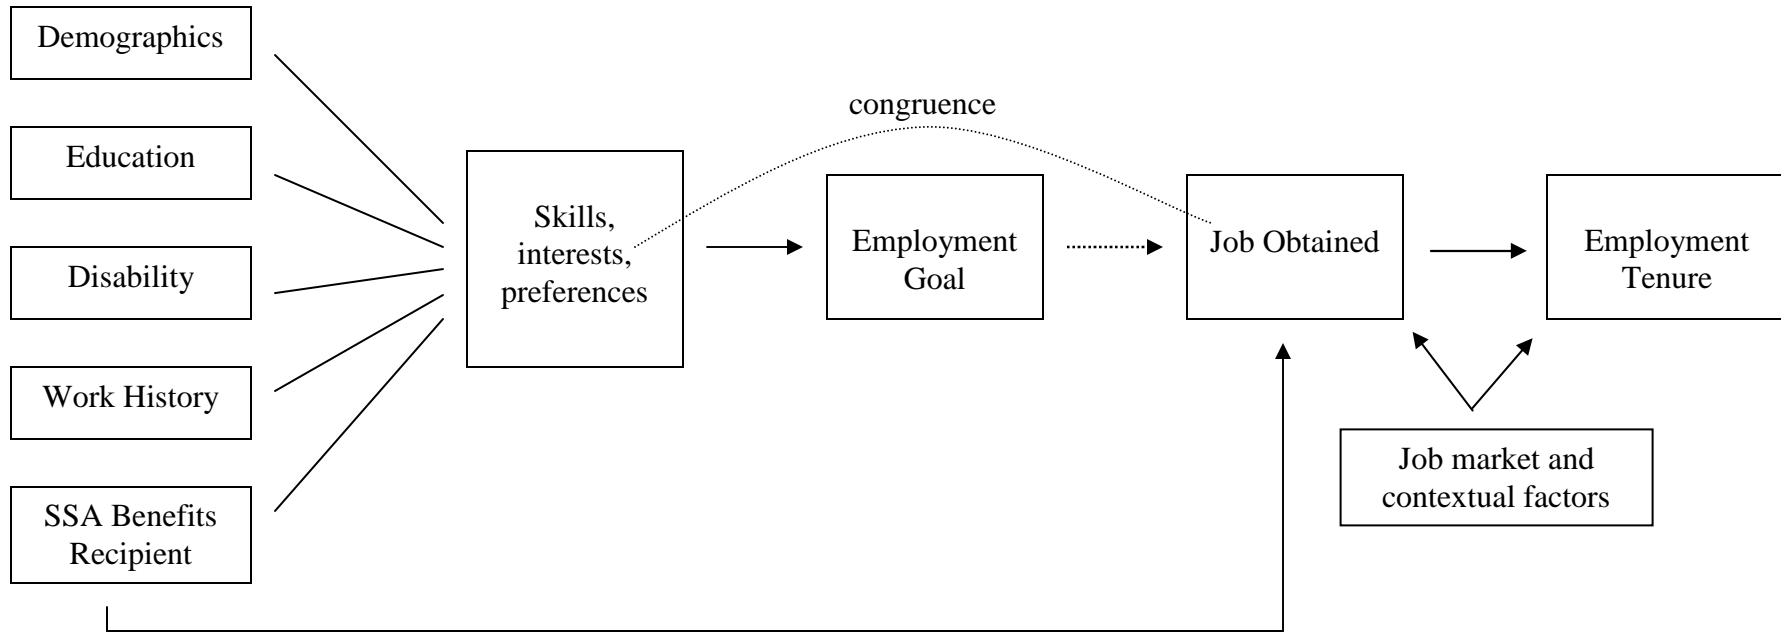 Demographics
Education
Disability
Work History
SSA Benefits
Recipient
Skills,
interests,
preferences
congruence
Employment
Goal
Job Obtained
Employment
Tenure
Job market and
contextual factors